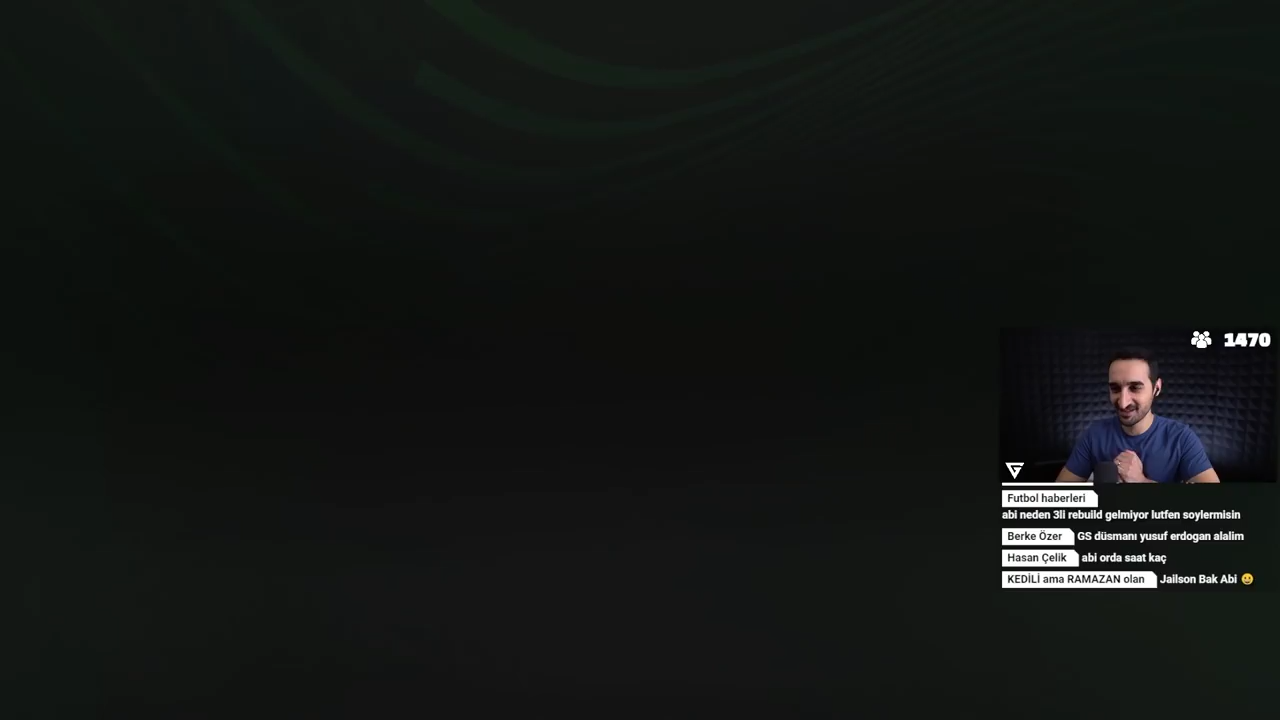 1470
Futbol haberleri
abi neden 3li rebuild gelmiyor lutfen soylermisin
Berke Özer GS düsmanı yusuf erdogan alalim
Hasan Çelik abi orda saat kaç
KEDİLİ ama RAMAZAN olan Jailson Bak Abi 😀